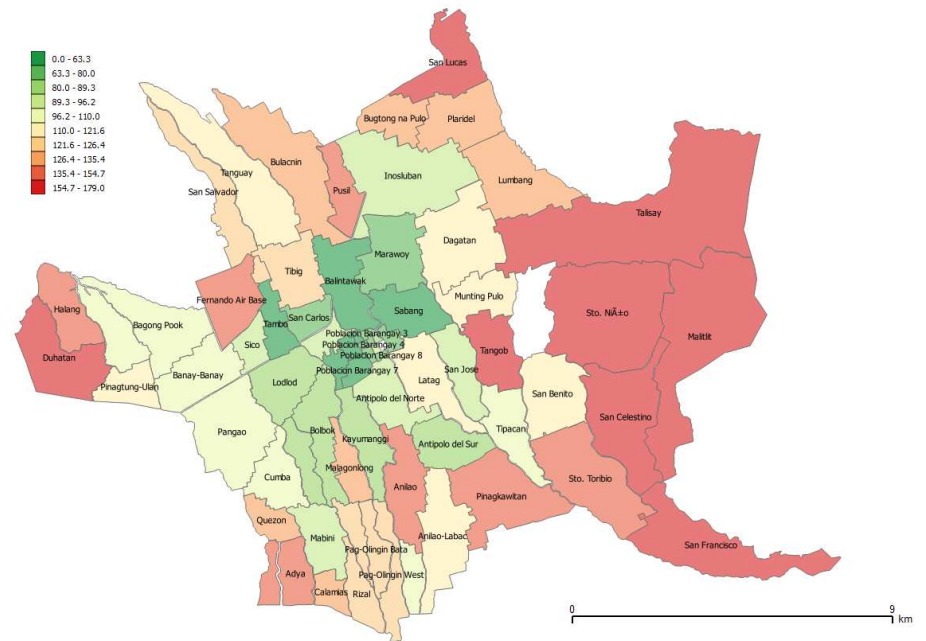 0.0 - 63.3
63.3 - 80.0
80.0 - 89.3
89.3 - 96.2
96.2 - 110.0
110.0 - 121.6
121.6 - 126.4
126.4 - 135.4
135.4 - 154.7
154.7 - 179.0
San Lucas
Bugtong na Pulo
Plaridel
Bulacnin
Tanguay
San Salvador
Pusil
Inosluban
Lumbang
Talisay
Dagatan
Marawoy
Tibig
Balintawak
Fernando Air Base
Munting Pulo
Halang
Sabang
Sto. NiÃ±o
Bagong Pook
Tambo
San Carlos
Malitlit
Duhatan
Sico
Poblacion Barangay 3
Poblacion Barangay 4
Poblacion Barangay 8
Tangob
Poblacion Barangay 7
San Jose
Banay-Banay
Pinagtung-Ulan
Lodlod
Latag
San Benito
Antipolo del Norte
San Celestino
Pangao
Bolbok
Kayumanggi
Antipolo del Sur
Tipacan
Malagonlong
Cumba
Anilao
Pinagkawitan
Sto. Toribio
Quezon
Mabini
Anilao-Labac
San Francisco
Pag-Olingin Bata
Adya
Pag-Olingin West
Calamias
Rizal
0
9
km